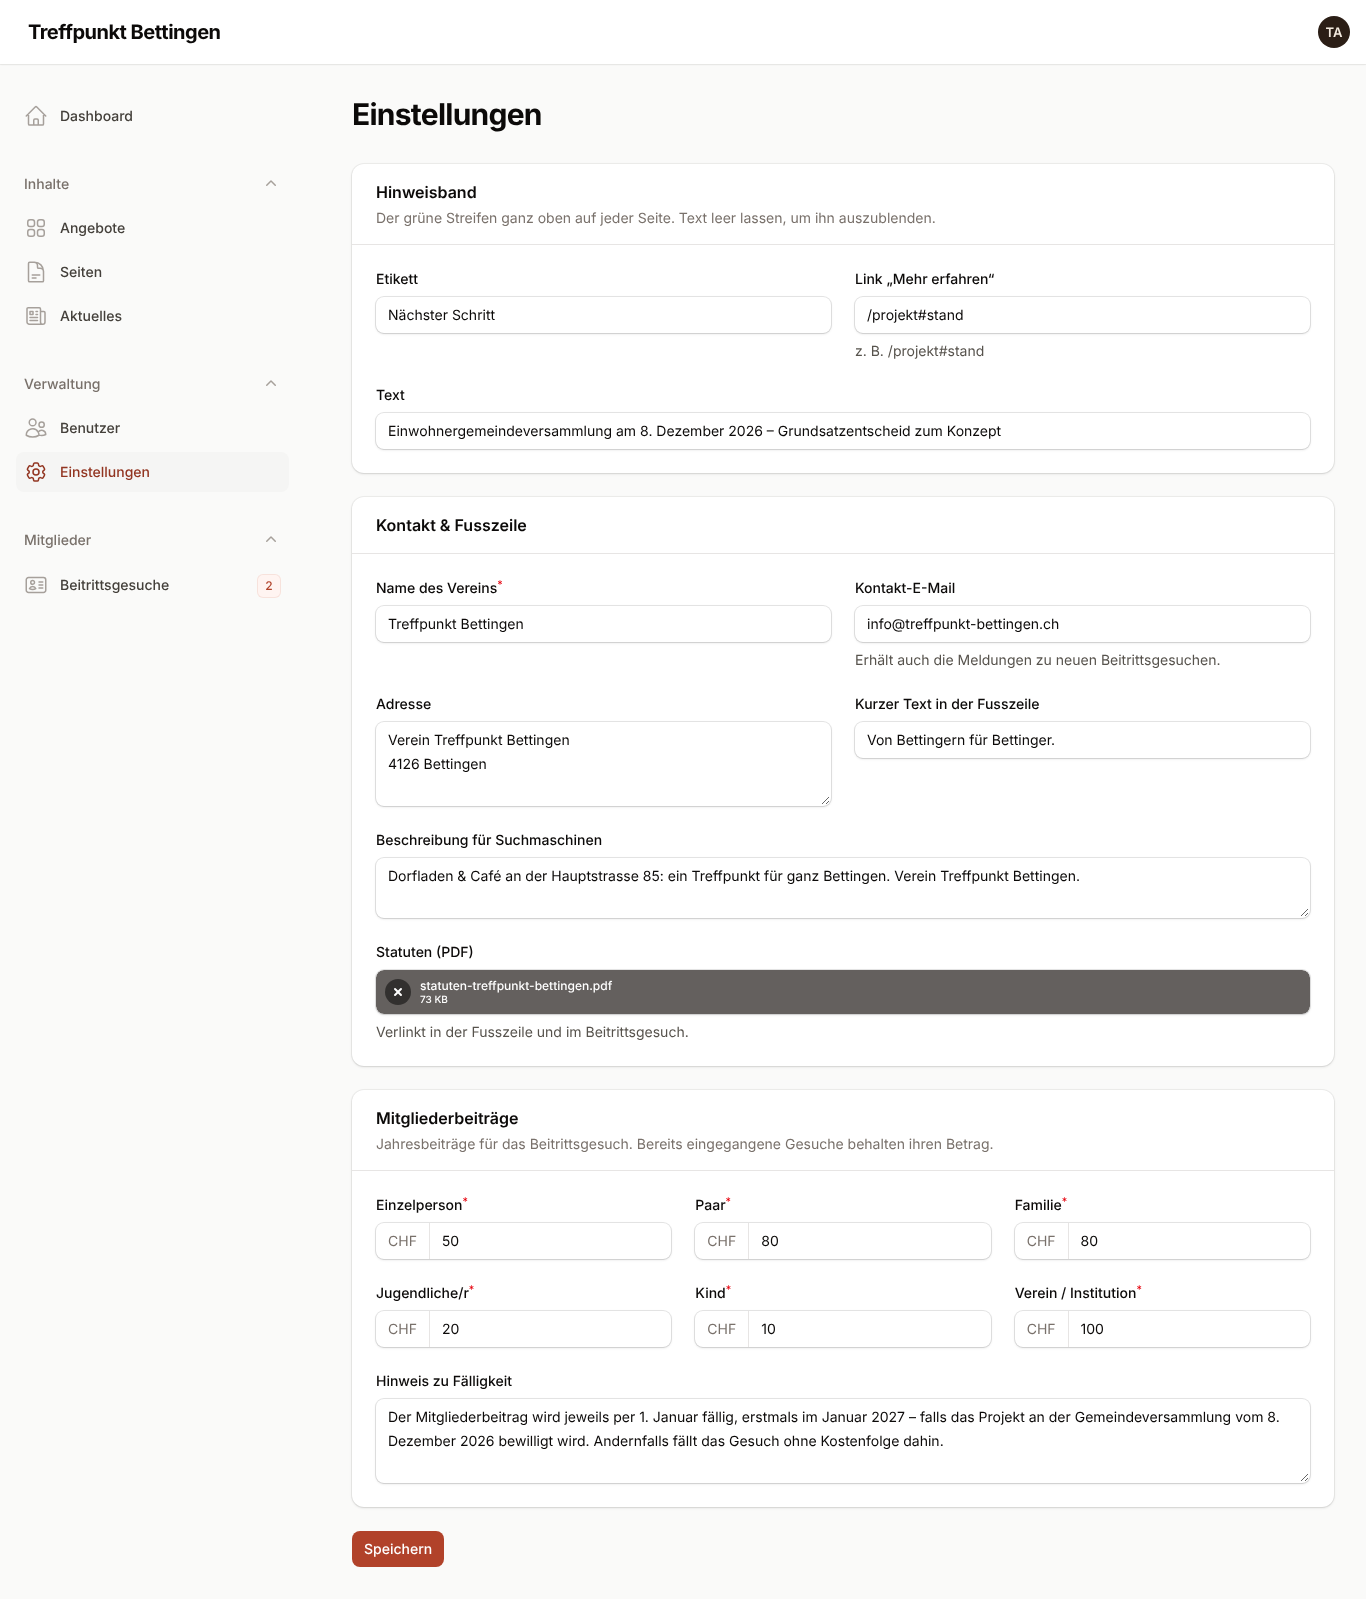 Treffpunkt Bettingen
TA
Dashboard
Inhalte
Angebote
Seiten
Aktuelles
Verwaltung
Benutzer
Einstellungen
Mitglieder
Beitrittsgesuche
2
Einstellungen
Hinweisband
Der grüne Streifen ganz oben auf jeder Seite. Text leer lassen, um ihn auszublenden.
Etikett
Nächster Schritt
Link „Mehr erfahren“
/projekt#stand
z. B. /projekt#stand
Text
Einwohnergemeindeversammlung am 8. Dezember 2026 – Grundsatzentscheid zum Konzept
Kontakt & Fusszeile
Name des Vereins*
Treffpunkt Bettingen
Kontakt-E-Mail
info@treffpunkt-bettingen.ch
Erhält auch die Meldungen zu neuen Beitrittsgesuchen.
Adresse
Verein Treffpunkt Bettingen
4126 Bettingen
Kurzer Text in der Fusszeile
Von Bettingern für Bettinger.
Beschreibung für Suchmaschinen
Dorfladen & Café an der Hauptstrasse 85: ein Treffpunkt für ganz Bettingen. Verein Treffpunkt Bettingen.
Statuten (PDF)
statuten-treffpunkt-bettingen.pdf
73 KB
Verlinkt in der Fusszeile und im Beitrittsgesuch.
Mitgliederbeiträge
Jahresbeiträge für das Beitrittsgesuch. Bereits eingegangene Gesuche behalten ihren Betrag.
Einzelperson*
CHF 50
Paar*
CHF 80
Familie*
CHF 80
Jugendliche/r*
CHF 20
Kind*
CHF 10
Verein / Institution*
CHF 100
Hinweis zu Fälligkeit
Der Mitgliederbeitrag wird jeweils per 1. Januar fällig, erstmals im Januar 2027 – falls das Projekt an der Gemeindeversammlung vom 8.
Dezember 2026 bewilligt wird. Andernfalls fällt das Gesuch ohne Kostenfolge dahin.
Speichern